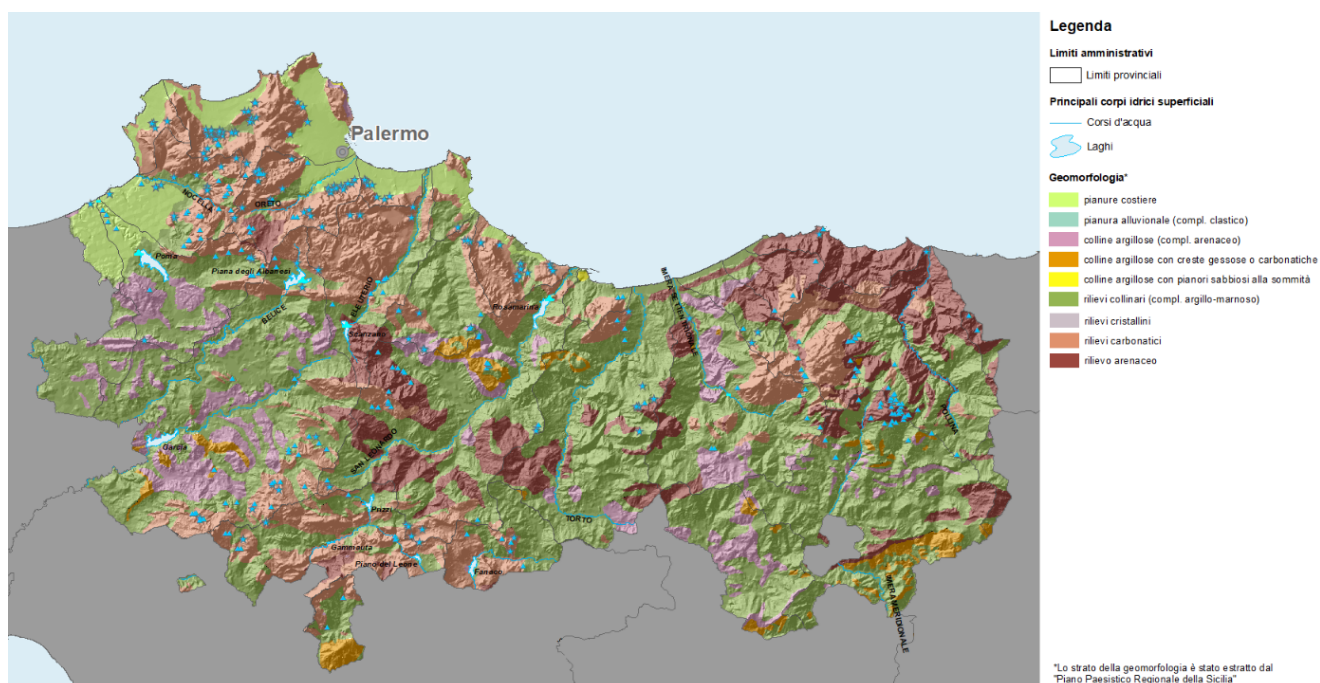 Palermo
NOCELLA
ORETO
Poma
Piana degli Albanesi
BELICE
ELEUTERIO
Scanzano
Rosamarina
IMERA SETTENTRIONALE
POLLINA
Garcia
SAN LEONARDO
Prizzi
TORTO
Gammauta
Piano del Leone
Fanaco
IMERA MERIDIONALE
Legenda
Limiti amministrativi
Limiti provinciali
Principali corpi idrici superficiali
Corsi d'acqua
Laghi
Geomorfologia*
pianure costiere
pianura alluvionale (compl. clastico)
colline argillose (compl. arenaceo)
colline argillose con creste gessose o carbonatiche
colline argillose con pianori sabbiosi alla sommità
rilievi collinari (compl. argillo-marnoso)
rilievi cristallini
rilievi carbonatici
rilievo arenaceo
*Lo strato della geomorfologia è stato estratto dal
"Piano Paesistico Regionale della Sicilia"